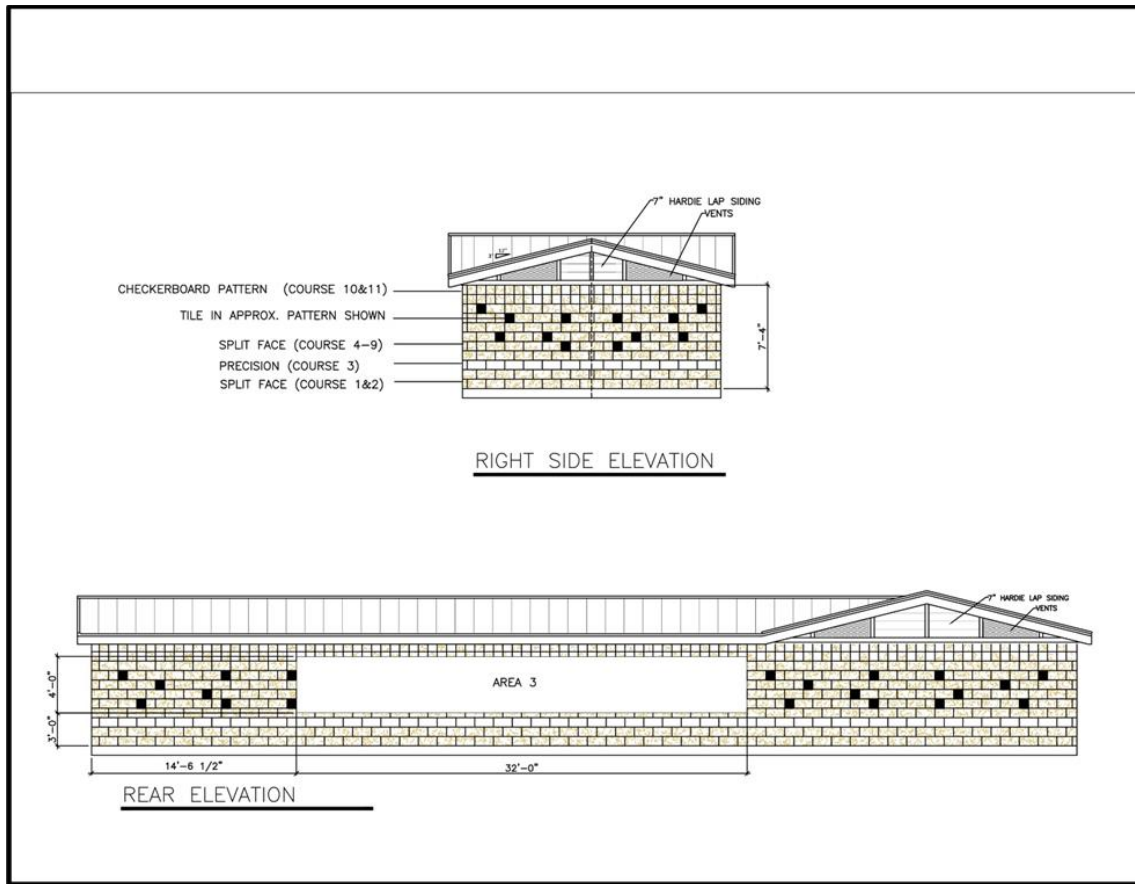 7" HARDIE LAP SIDING
VENTS
12"
3"
CHECKERBOARD PATTERN (COURSE 10&11)
TILE IN APPROX. PATTERN SHOWN
SPLIT FACE (COURSE 4-9)
PRECISION (COURSE 3)
SPLIT FACE (COURSE 1&2)
7'-4"
RIGHT SIDE ELEVATION
7" HARDIE LAP SIDING
VENTS
4'-0"
AREA 3
3'-0"
14'-6 1/2"
32'-0"
REAR ELEVATION